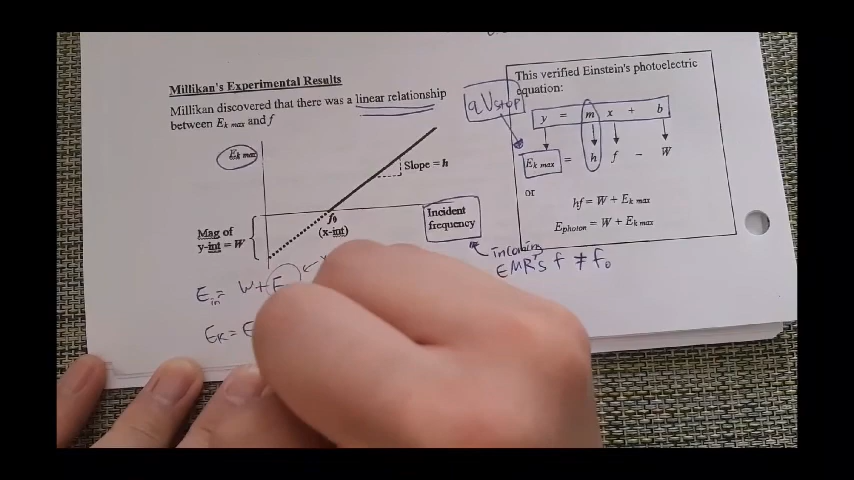 Millikan's Experimental Results
Millikan discovered that there was a linear relationship
between Ek max and f
Ek max
Slope = h
f0
(x-int)
Mag of
y-int = W
Incident
frequency
incoming
EMR's f ≠ f0
Ein = W + E
EK = E
qVstop
This verified Einstein's photoelectric
equation:
y = m x + b
Ek max = h f - W
or
hf = W + Ek max
Ephoton = W + Ek max